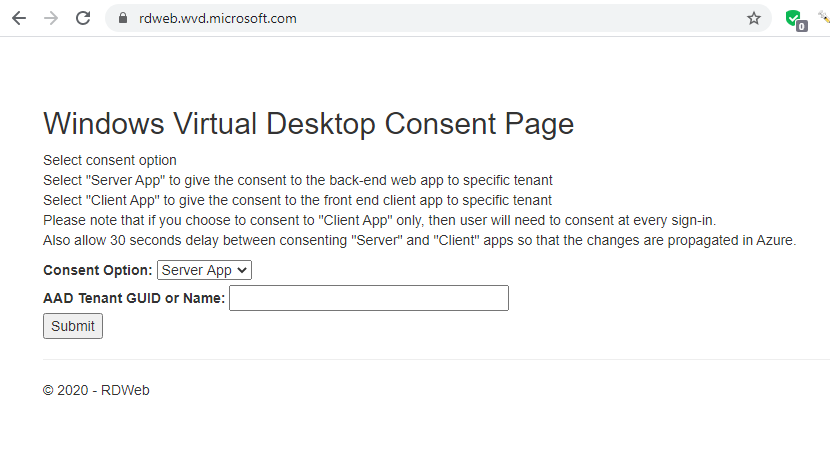 rdweb.wvd.microsoft.com
0
Windows Virtual Desktop Consent Page
Select consent option
Select "Server App" to give the consent to the back-end web app to specific tenant
Select "Client App" to give the consent to the front end client app to specific tenant
Please note that if you choose to consent to "Client App" only, then user will need to consent at every sign-in.
Also allow 30 seconds delay between consenting "Server" and "Client" apps so that the changes are propagated in Azure.
Consent Option: Server App
AAD Tenant GUID or Name:
Submit
© 2020 - RDWeb